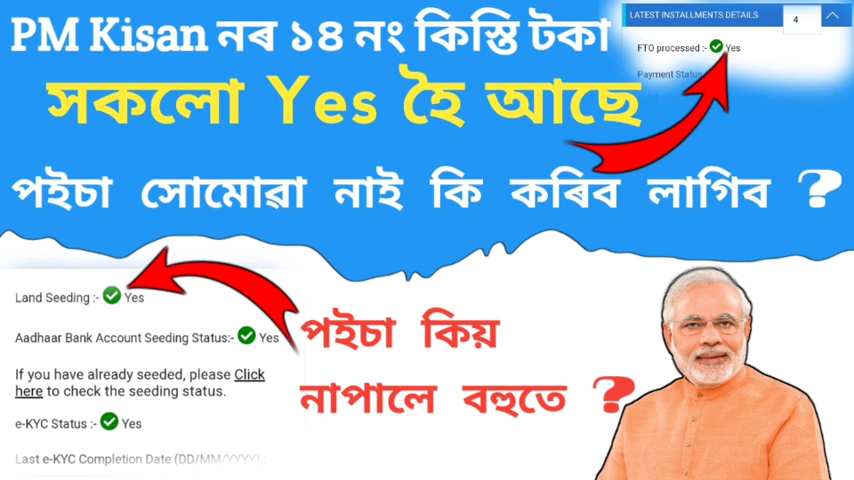 PM Kisan নৰ ১৪ নং কিস্তি টকা
LATEST INSTALLMENTS DETAILS
4
FTO processed :- Yes
Payment Status
সকলো Yes হৈ আছে
পইচা সোমোৱা নাই কি কৰিব লাগিব ?
Land Seeding :- Yes
Aadhaar Bank Account Seeding Status:- Yes
If you have already seeded, please Click
here to check the seeding status.
e-KYC Status :- Yes
Last e-KYC Completion Date (DD/MM/YYYY) :
পইচা কিয়
নাপালে বহুতে ?